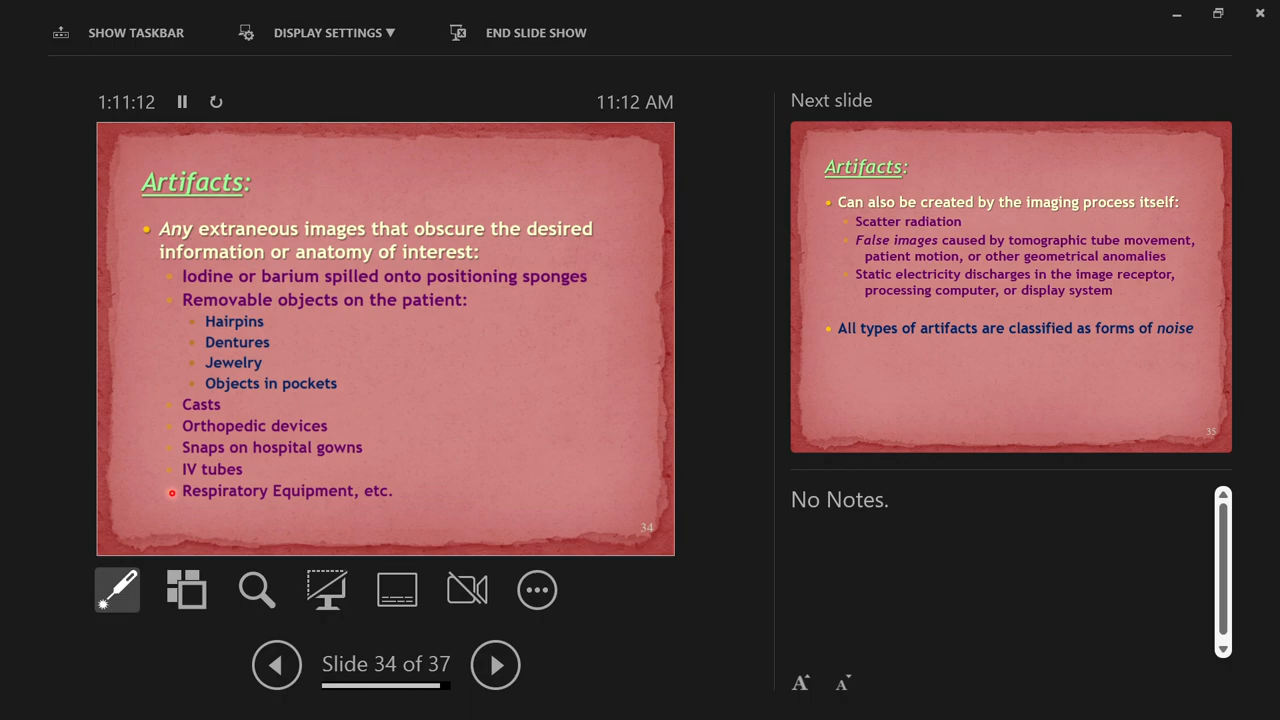 SHOW TASKBAR
DISPLAY SETTINGS ▼
END SLIDE SHOW
1:11:12
11:12 AM
Artifacts:
Any extraneous images that obscure the desired
information or anatomy of interest:
Iodine or barium spilled onto positioning sponges
Removable objects on the patient:
Hairpins
Dentures
Jewelry
Objects in pockets
Casts
Orthopedic devices
Snaps on hospital gowns
IV tubes
Respiratory Equipment, etc.
34
Slide 34 of 37
Next slide
Artifacts:
Can also be created by the imaging process itself:
Scatter radiation
False images caused by tomographic tube movement,
patient motion, or other geometrical anomalies
Static electricity discharges in the image receptor,
processing computer, or display system
All types of artifacts are classified as forms of noise
35
No Notes.
A A